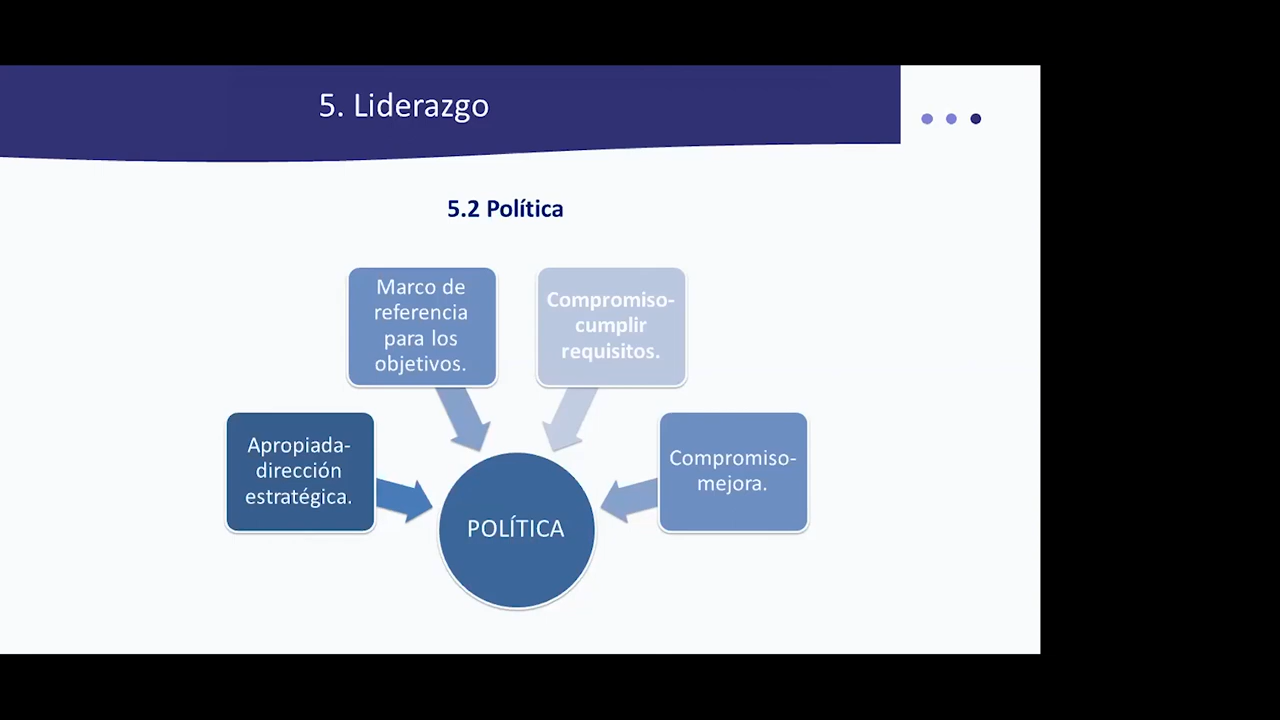 5. Liderazgo
5.2 Política
Marco de
referencia
para los
objetivos.
Compromiso-
cumplir
requisitos.
Apropiada-
dirección
estratégica.
Compromiso-
mejora.
POLÍTICA